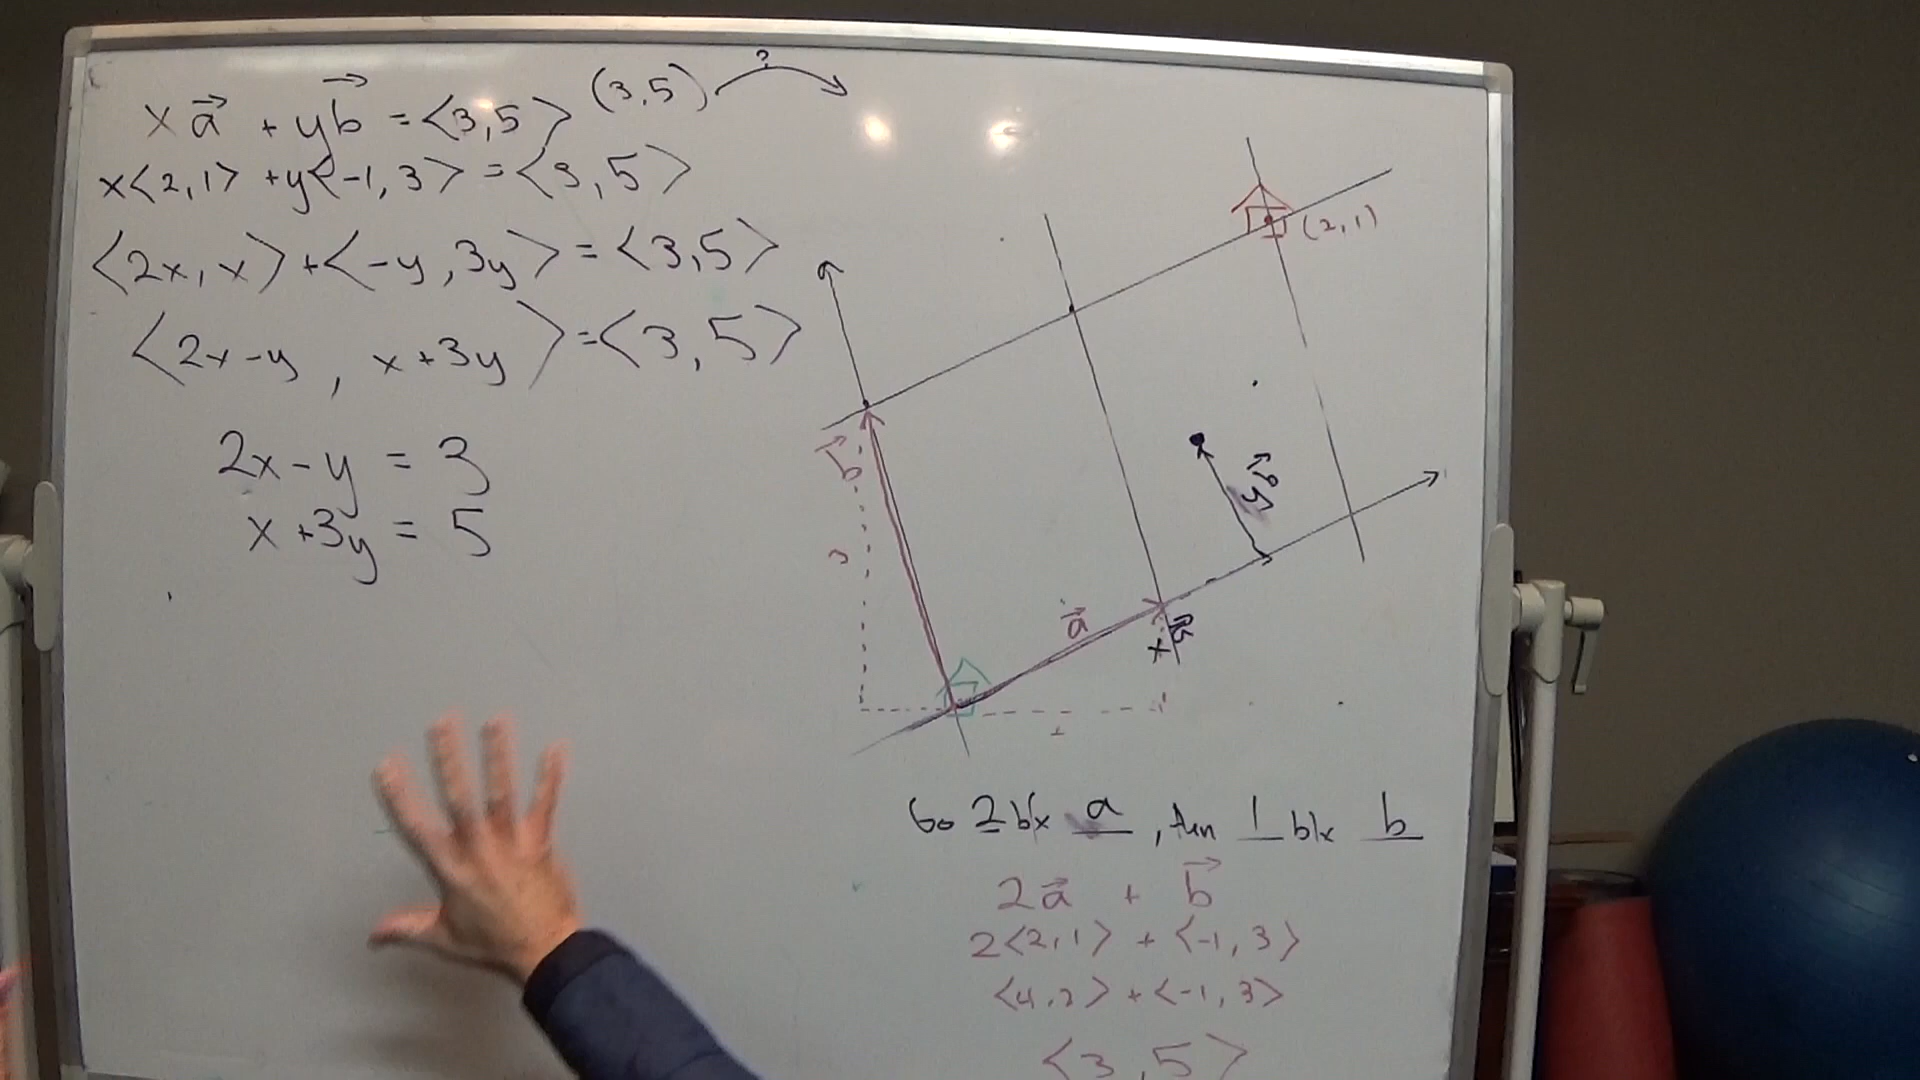 x a⃗ + y b⃗ = <3,5> (3,5) ?
x<2,1> + y<-1,3> = <3,5>
<2x, x> + <-y, 3y> = <3,5>
<2x-y , x+3y> = <3,5>
2x - y = 3
x + 3y = 5
(2,1)
b⃗
y b⃗
3
a⃗
x a⃗
Go 2 blx a , then 1 blx b
2a⃗ + b⃗
2<2,1> + <-1,3>
<4,2> + <-1,3>
<3,5>